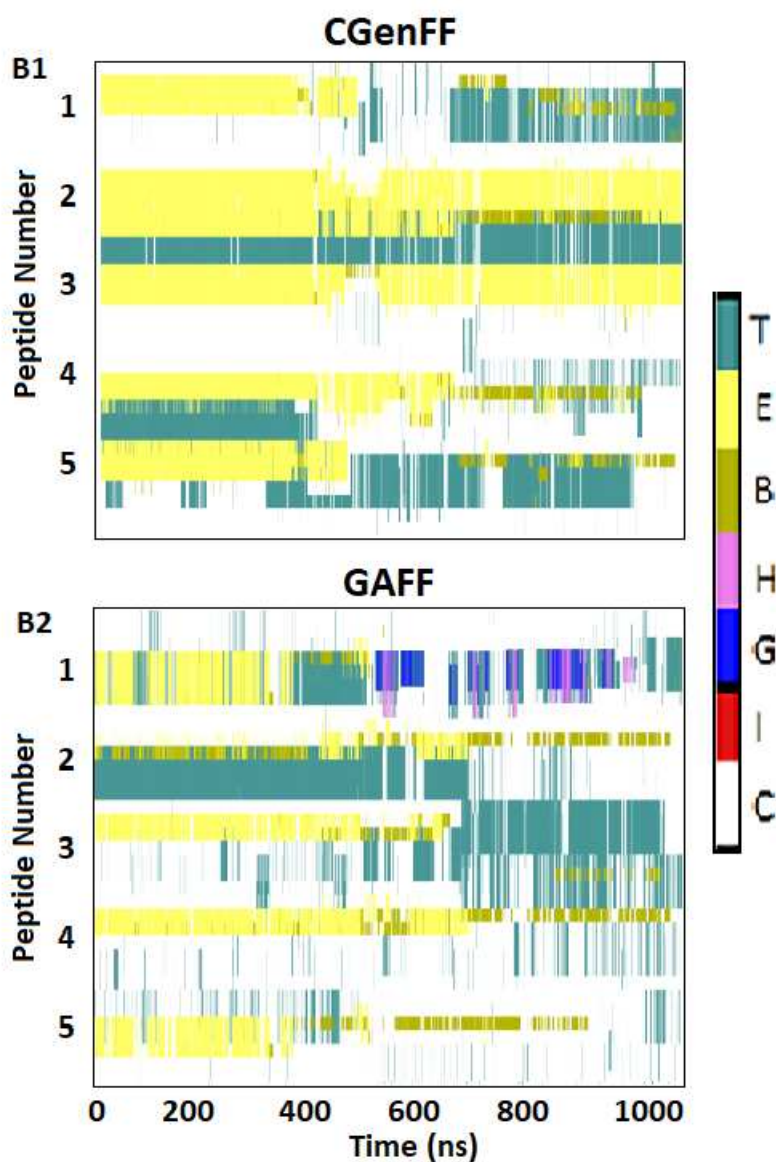 CGenFF
B1
Peptide Number
1
2
3
4
5
GAFF
B2
Peptide Number
1
2
3
4
5
0 200 400 600 800 1000
Time (ns)
T
E
B
H
G
I
C